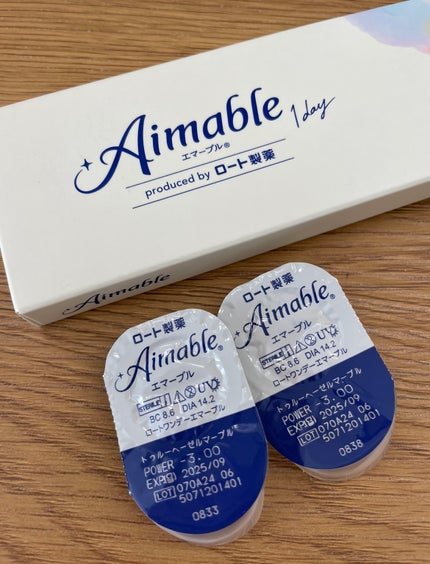 Aimable 1day
エマーブル®
produced by ロート製薬
Aimable
ロート製薬
Aimable®
エマーブル
STERILE UV
BC 8.6 DIA 14.2
ロートワンデーエマーブル
トゥルーヘーゼルマーブル
POWER -3.00
EXP 2025/09
LOT 070A24 06
5071201401
0833
ロート製薬
Aimable®
エマーブル
STERILE UV
BC 8.6 DIA 14.2
ロートワンデーエマーブル
トゥルーヘーゼルマーブル
POWER -3.00
EXP 2025/09
LOT 070A24 06
5071201401
0838